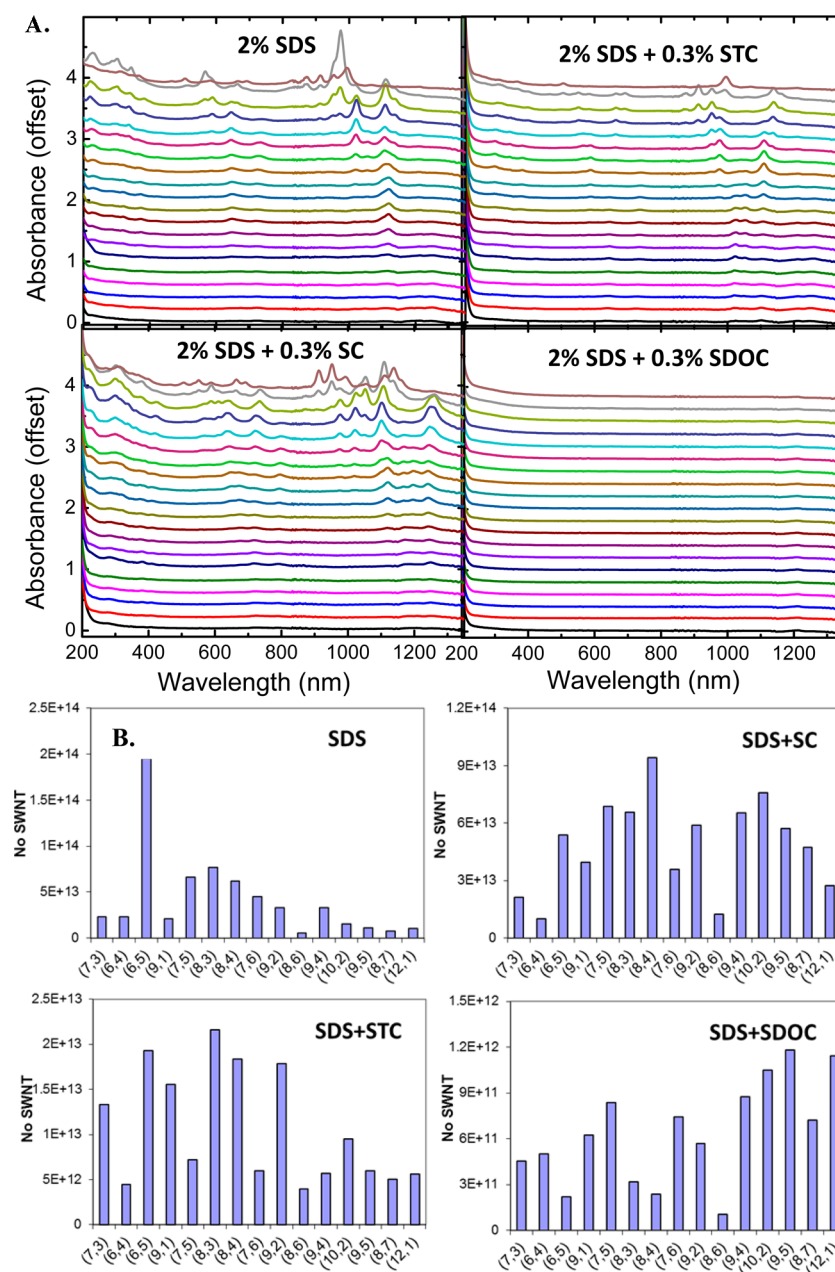 A.
2% SDS
2% SDS + 0.3% STC
Absorbance (offset)
4
3
2
1
0
2% SDS + 0.3% SC
2% SDS + 0.3% SDOC
Absorbance (offset)
4
3
2
1
0
200 400 600 800 1000 1200 200 400 600 800 1000 1200
Wavelength (nm) Wavelength (nm)
B.
SDS
No SWNT
2.5E+14
2E+14
1.5E+14
1E+14
5E+13
0
(7,3) (6,4) (6,5) (9,1) (7,5) (8,3) (8,4) (7,6) (9,2) (8,6) (9,4) (10,2) (9,5) (8,7) (12,1)
SDS+SC
No SWNT
1.2E+14
9E+13
6E+13
3E+13
0
(7,3) (6,4) (6,5) (9,1) (7,5) (8,3) (8,4) (7,6) (9,2) (8,6) (9,4) (10,2) (9,5) (8,7) (12,1)
SDS+STC
No SWNT
2.5E+13
2E+13
1.5E+13
1E+13
5E+12
0
(7,3) (6,4) (6,5) (9,1) (7,5) (8,3) (8,4) (7,6) (9,2) (8,6) (9,4) (10,2) (9,5) (8,7) (12,1)
SDS+SDOC
No SWNT
1.5E+12
1.2E+12
9E+11
6E+11
3E+11
0
(7,3) (6,4) (6,5) (9,1) (7,5) (8,3) (8,4) (7,6) (9,2) (8,6) (9,4) (10,2) (9,5) (8,7) (12,1)